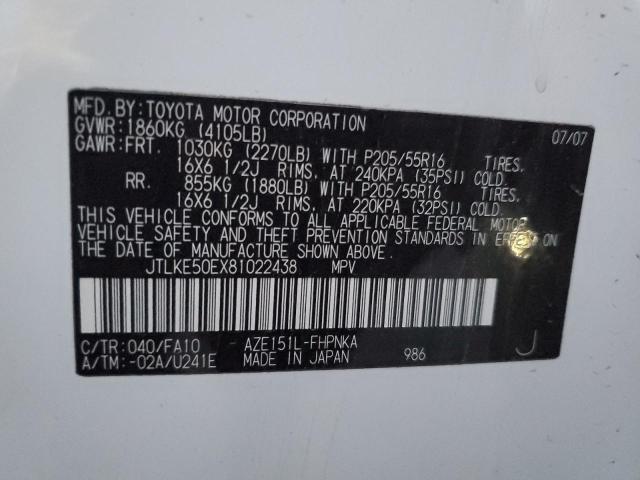 MFD.BY:TOYOTA MOTOR CORPORATION 07/07
GVWR:1860KG (4105LB)
GAWR:FRT. 1030KG (2270LB) WITH P205/55R16 TIRES,
16X6 1/2J RIMS, AT 240KPA (35PSI) COLD.
RR. 855KG (1880LB) WITH P205/55R16 TIRES,
16X6 1/2J RIMS, AT 220KPA (32PSI) COLD.
THIS VEHICLE CONFORMS TO ALL APPLICABLE FEDERAL MOTOR
VEHICLE SAFETY AND THEFT PREVENTION STANDARDS IN EFFECT ON
THE DATE OF MANUFACTURE SHOWN ABOVE.
JTLKE50EX81022438 MPV
C/TR:040/FA10 AZE151L-FHPNKA
A/TM:-02A/U241E MADE IN JAPAN 986 J